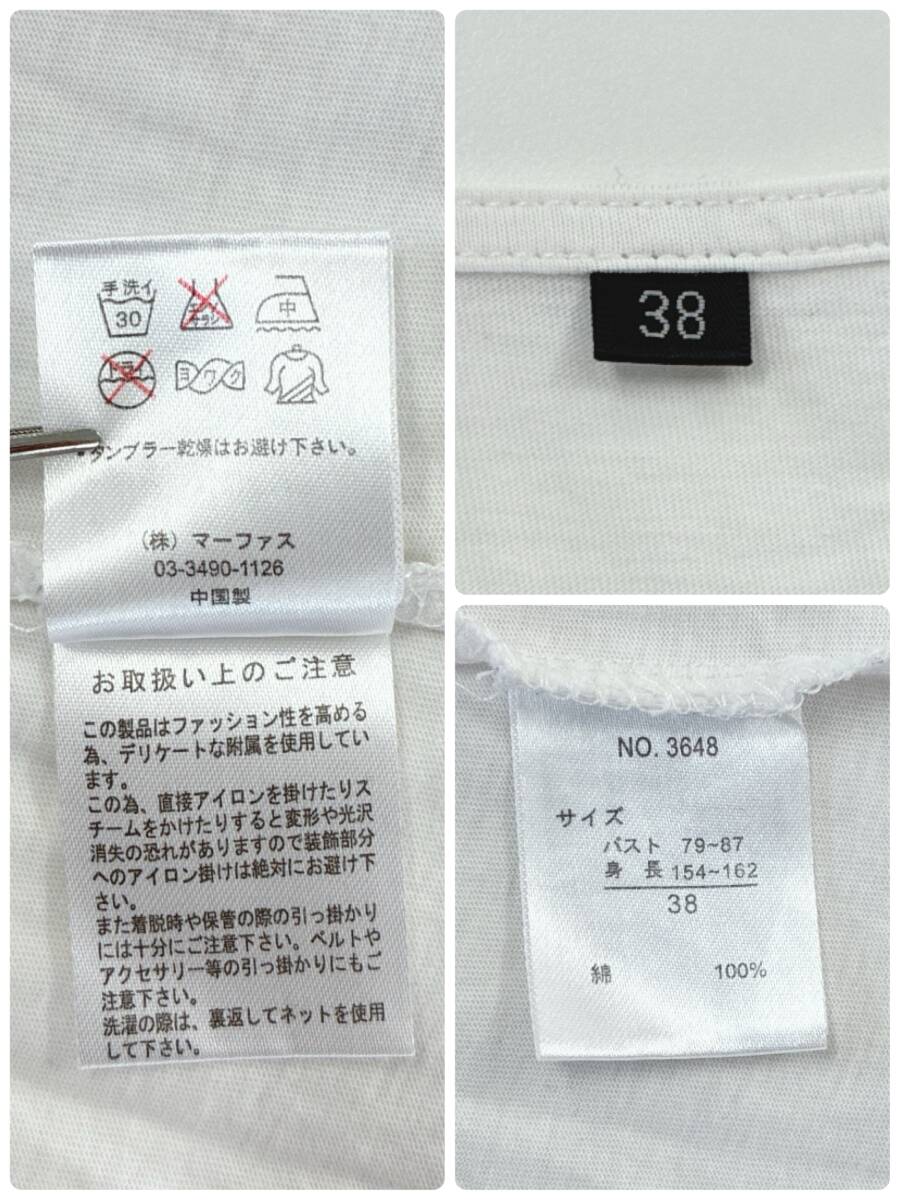 手洗イ
30
エンソ
サラシ
中
ドライ
ヨワク
・タンブラー乾燥はお避け下さい。
（株）マーファス
03-3490-1126
中国製
お取扱い上のご注意
この製品はファッション性を高める
為、デリケートな附属を使用してい
ます。
この為、直接アイロンを掛けたりス
チームをかけたりすると変形や光沢
消失の恐れがありますので装飾部分
へのアイロン掛けは絶対にお避け下
さい。
また着脱時や保管の際の引っ掛かり
には十分にご注意下さい。ベルトや
アクセサリー等の引っ掛かりにもご
注意下さい。
洗濯の際は、裏返してネットを使用
して下さい。
38
NO. 3648
サイズ
バスト 79~87
身 長 154~162
38
綿 100%